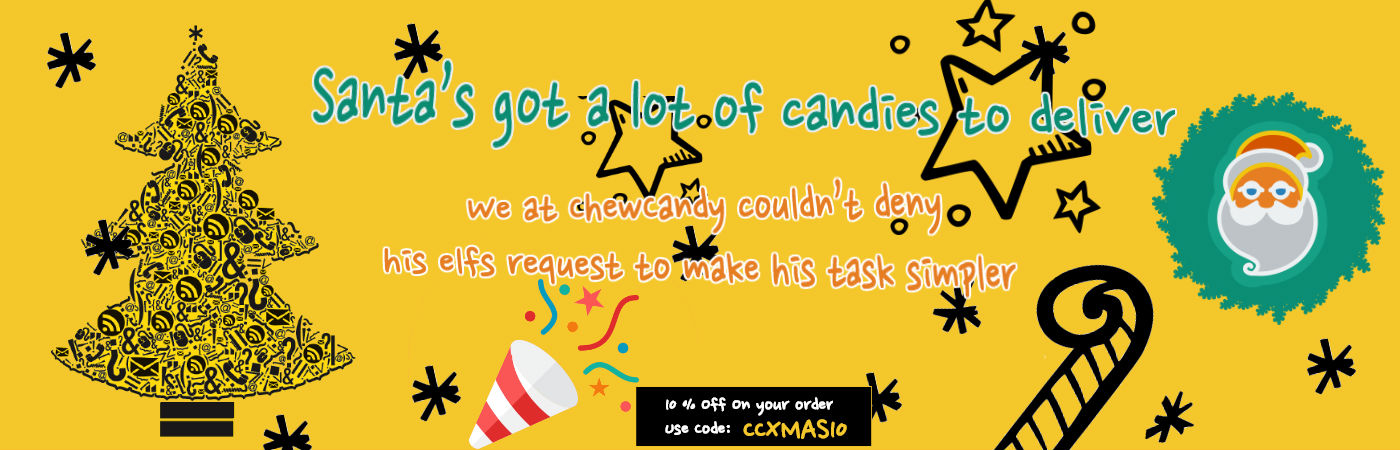 Santa's got a lot of candies to deliver
we at chewcandy couldn't deny
his elfs request to make his task simpler
10 % off on your order
use code: CCXMAS10